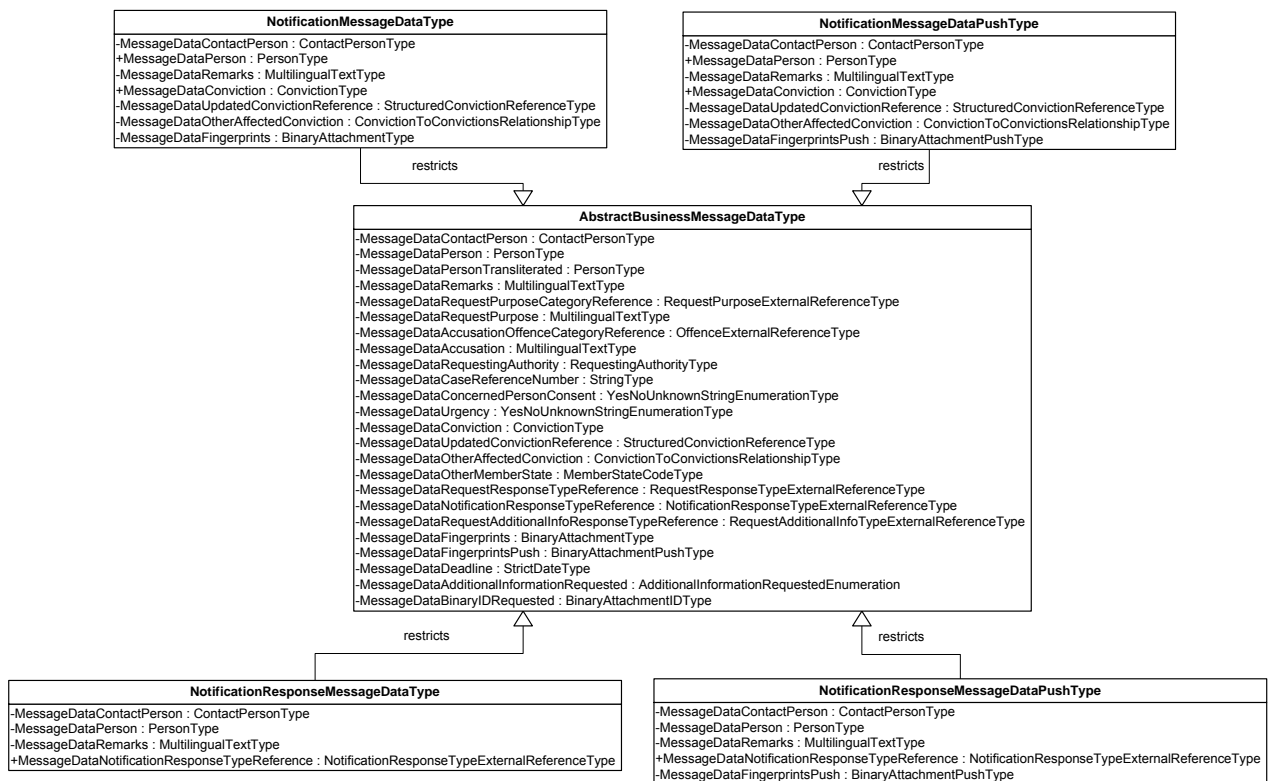 NotificationMessageDataType
-MessageDataContactPerson : ContactPersonType
+MessageDataPerson : PersonType
-MessageDataRemarks : MultilingualTextType
+MessageDataConviction : ConvictionType
-MessageDataUpdatedConvictionReference : StructuredConvictionReferenceType
-MessageDataOtherAffectedConviction : ConvictionToConvictionsRelationshipType
-MessageDataFingerprints : BinaryAttachmentType
NotificationMessageDataPushType
-MessageDataContactPerson : ContactPersonType
+MessageDataPerson : PersonType
-MessageDataRemarks : MultilingualTextType
+MessageDataConviction : ConvictionType
-MessageDataUpdatedConvictionReference : StructuredConvictionReferenceType
-MessageDataOtherAffectedConviction : ConvictionToConvictionsRelationshipType
-MessageDataFingerprintsPush : BinaryAttachmentPushType
restricts
restricts
AbstractBusinessMessageDataType
-MessageDataContactPerson : ContactPersonType
-MessageDataPerson : PersonType
-MessageDataPersonTransliterated : PersonType
-MessageDataRemarks : MultilingualTextType
-MessageDataRequestPurposeCategoryReference : RequestPurposeExternalReferenceType
-MessageDataRequestPurpose : MultilingualTextType
-MessageDataAccusationOffenceCategoryReference : OffenceExternalReferenceType
-MessageDataAccusation : MultilingualTextType
-MessageDataRequestingAuthority : RequestingAuthorityType
-MessageDataCaseReferenceNumber : StringType
-MessageDataConcernedPersonConsent : YesNoUnknownStringEnumerationType
-MessageDataUrgency : YesNoUnknownStringEnumerationType
-MessageDataConviction : ConvictionType
-MessageDataUpdatedConvictionReference : StructuredConvictionReferenceType
-MessageDataOtherAffectedConviction : ConvictionToConvictionsRelationshipType
-MessageDataOtherMemberState : MemberStateCodeType
-MessageDataRequestResponseTypeReference : RequestResponseTypeExternalReferenceType
-MessageDataNotificationResponseTypeReference : NotificationResponseTypeExternalReferenceType
-MessageDataRequestAdditionalInfoResponseTypeReference : RequestAdditionalInfoTypeExternalReferenceType
-MessageDataFingerprints : BinaryAttachmentType
-MessageDataFingerprintsPush : BinaryAttachmentPushType
-MessageDataDeadline : StrictDateType
-MessageDataAdditionalInformationRequested : AdditionalInformationRequestedEnumeration
-MessageDataBinaryIDRequested : BinaryAttachmentIDType
restricts
restricts
NotificationResponseMessageDataType
-MessageDataContactPerson : ContactPersonType
-MessageDataPerson : PersonType
-MessageDataRemarks : MultilingualTextType
+MessageDataNotificationResponseTypeReference : NotificationResponseTypeExternalReferenceType
NotificationResponseMessageDataPushType
-MessageDataContactPerson : ContactPersonType
-MessageDataPerson : PersonType
-MessageDataRemarks : MultilingualTextType
+MessageDataNotificationResponseTypeReference : NotificationResponseTypeExternalReferenceType
-MessageDataFingerprintsPush : BinaryAttachmentPushType